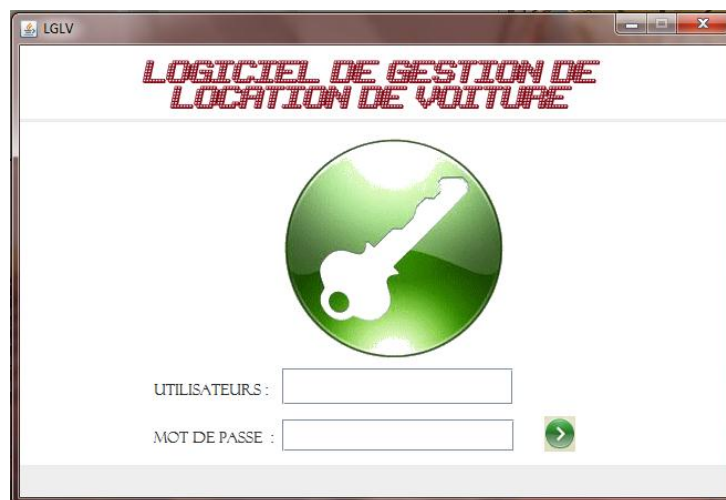 LGLV
LOGICIEL DE GESTION DE
LOCATION DE VOITURE
UTILISATEURS :
MOT DE PASSE :